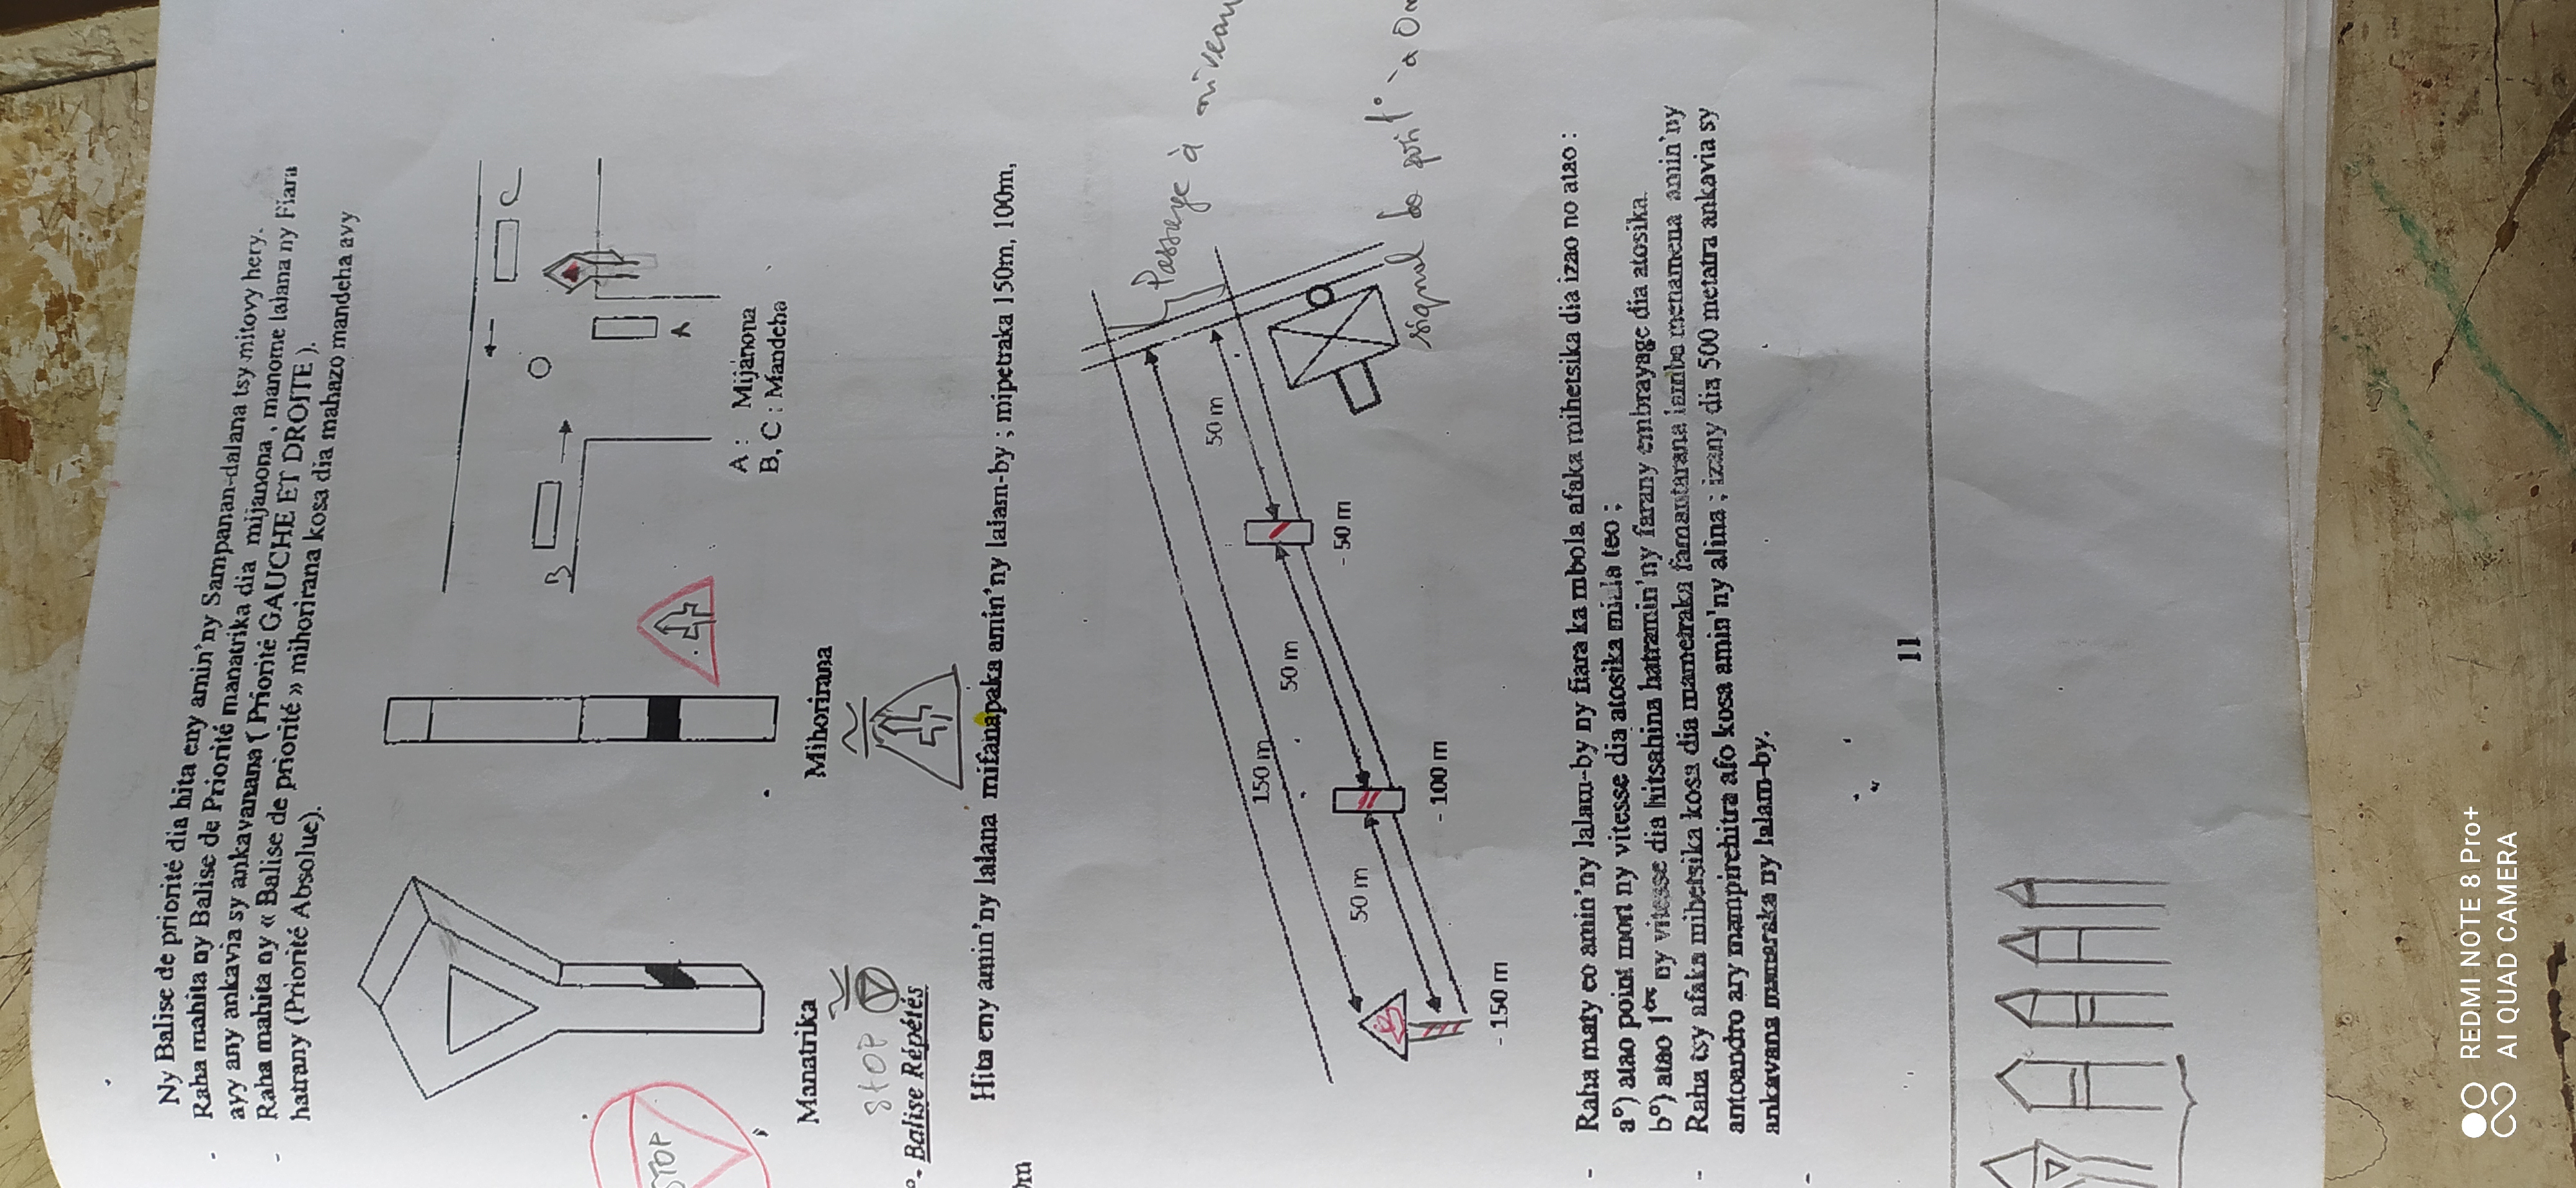 Ny Balise de priorité dia hita eny amin'ny Sampanan-dalana tsy mitovy hery.
- Raha mahita ny Balise de Priorité manatrika dia mijanona , manome lalana ny Fiara
avy any ankavia sy ankavanana ( Priorité GAUCHE ET DROITE ).
- Raha mahita ny « Balise de priorité » mihorirana kosa dia mahazo mandeha avy
hatrany (Priorité Absolue).
C
B
STOP
A
A : Mijanona
B, C : Mandeha
Manatrika
Mihorirana
STOP
°- Balise Répétés
Hita eny amin'ny lalana mifanapaka amin'ny lalam-by ; mipetraka 150m, 100m,
0m
Passage à niveau
50 m
150 m
50 m
- 50 m
50 m
signal de posit° à 0m
- 100 m
- 150 m
- Raha maty eo amin'ny lalam-by ny fiara ka mbola afaka mihetsika dia izao no atao :
a°) atao point mort ny vitesse dia atosika miala teo ;
b°) atao 1ère ny vitesse dia hitsahina hatramin'ny farany embrayage dia atosika.
- Raha tsy afaka mihetsika kosa dia mametraka famantarana lamba menamena amin'ny
antoandro ary mampirehitra afo kosa amin'ny alina ; izany dia 500 metatra ankavia sy
ankavana manaraka ny lalam-by.
-
11
REDMI NOTE 8 Pro+
AI QUAD CAMERA